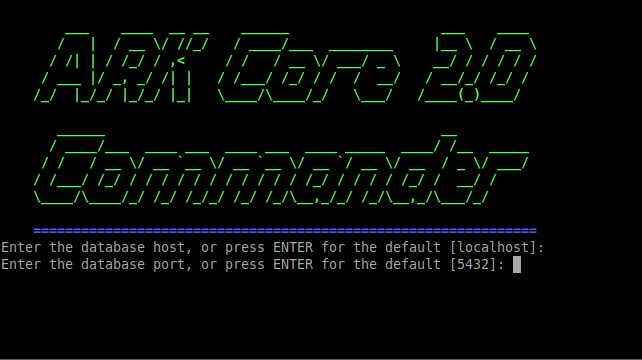 ARK Core 2.0
Commander
=============================================================
Enter the database host, or press ENTER for the default [localhost]:
Enter the database port, or press ENTER for the default [5432]: